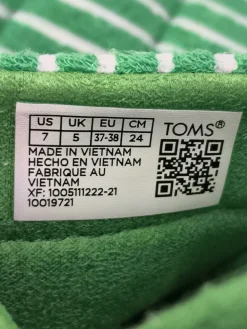 US UK EU CM
7 5 37-38 24
TOMS®
MADE IN VIETNAM
HECHO EN VIETNAM
FABRIQUE AU
VIETNAM
XF: 1005111222-21
10019721